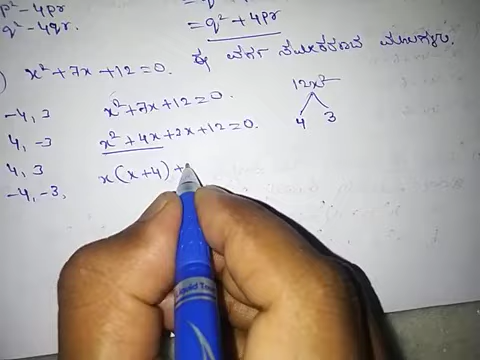 p² - 4pr
q² - 4qr.
= q² + 4pr
) x² + 7x + 12 = 0. ಈ ವರ್ಗ ಸಮೀಕರಣದ ಮೂಲಗಳು.
-4, 3 x² + 7x + 12 = 0. 12x²
4, -3 x² + 4x + 3x + 12 = 0. 4 3
4, 3 x(x + 4) +
-4, -3,